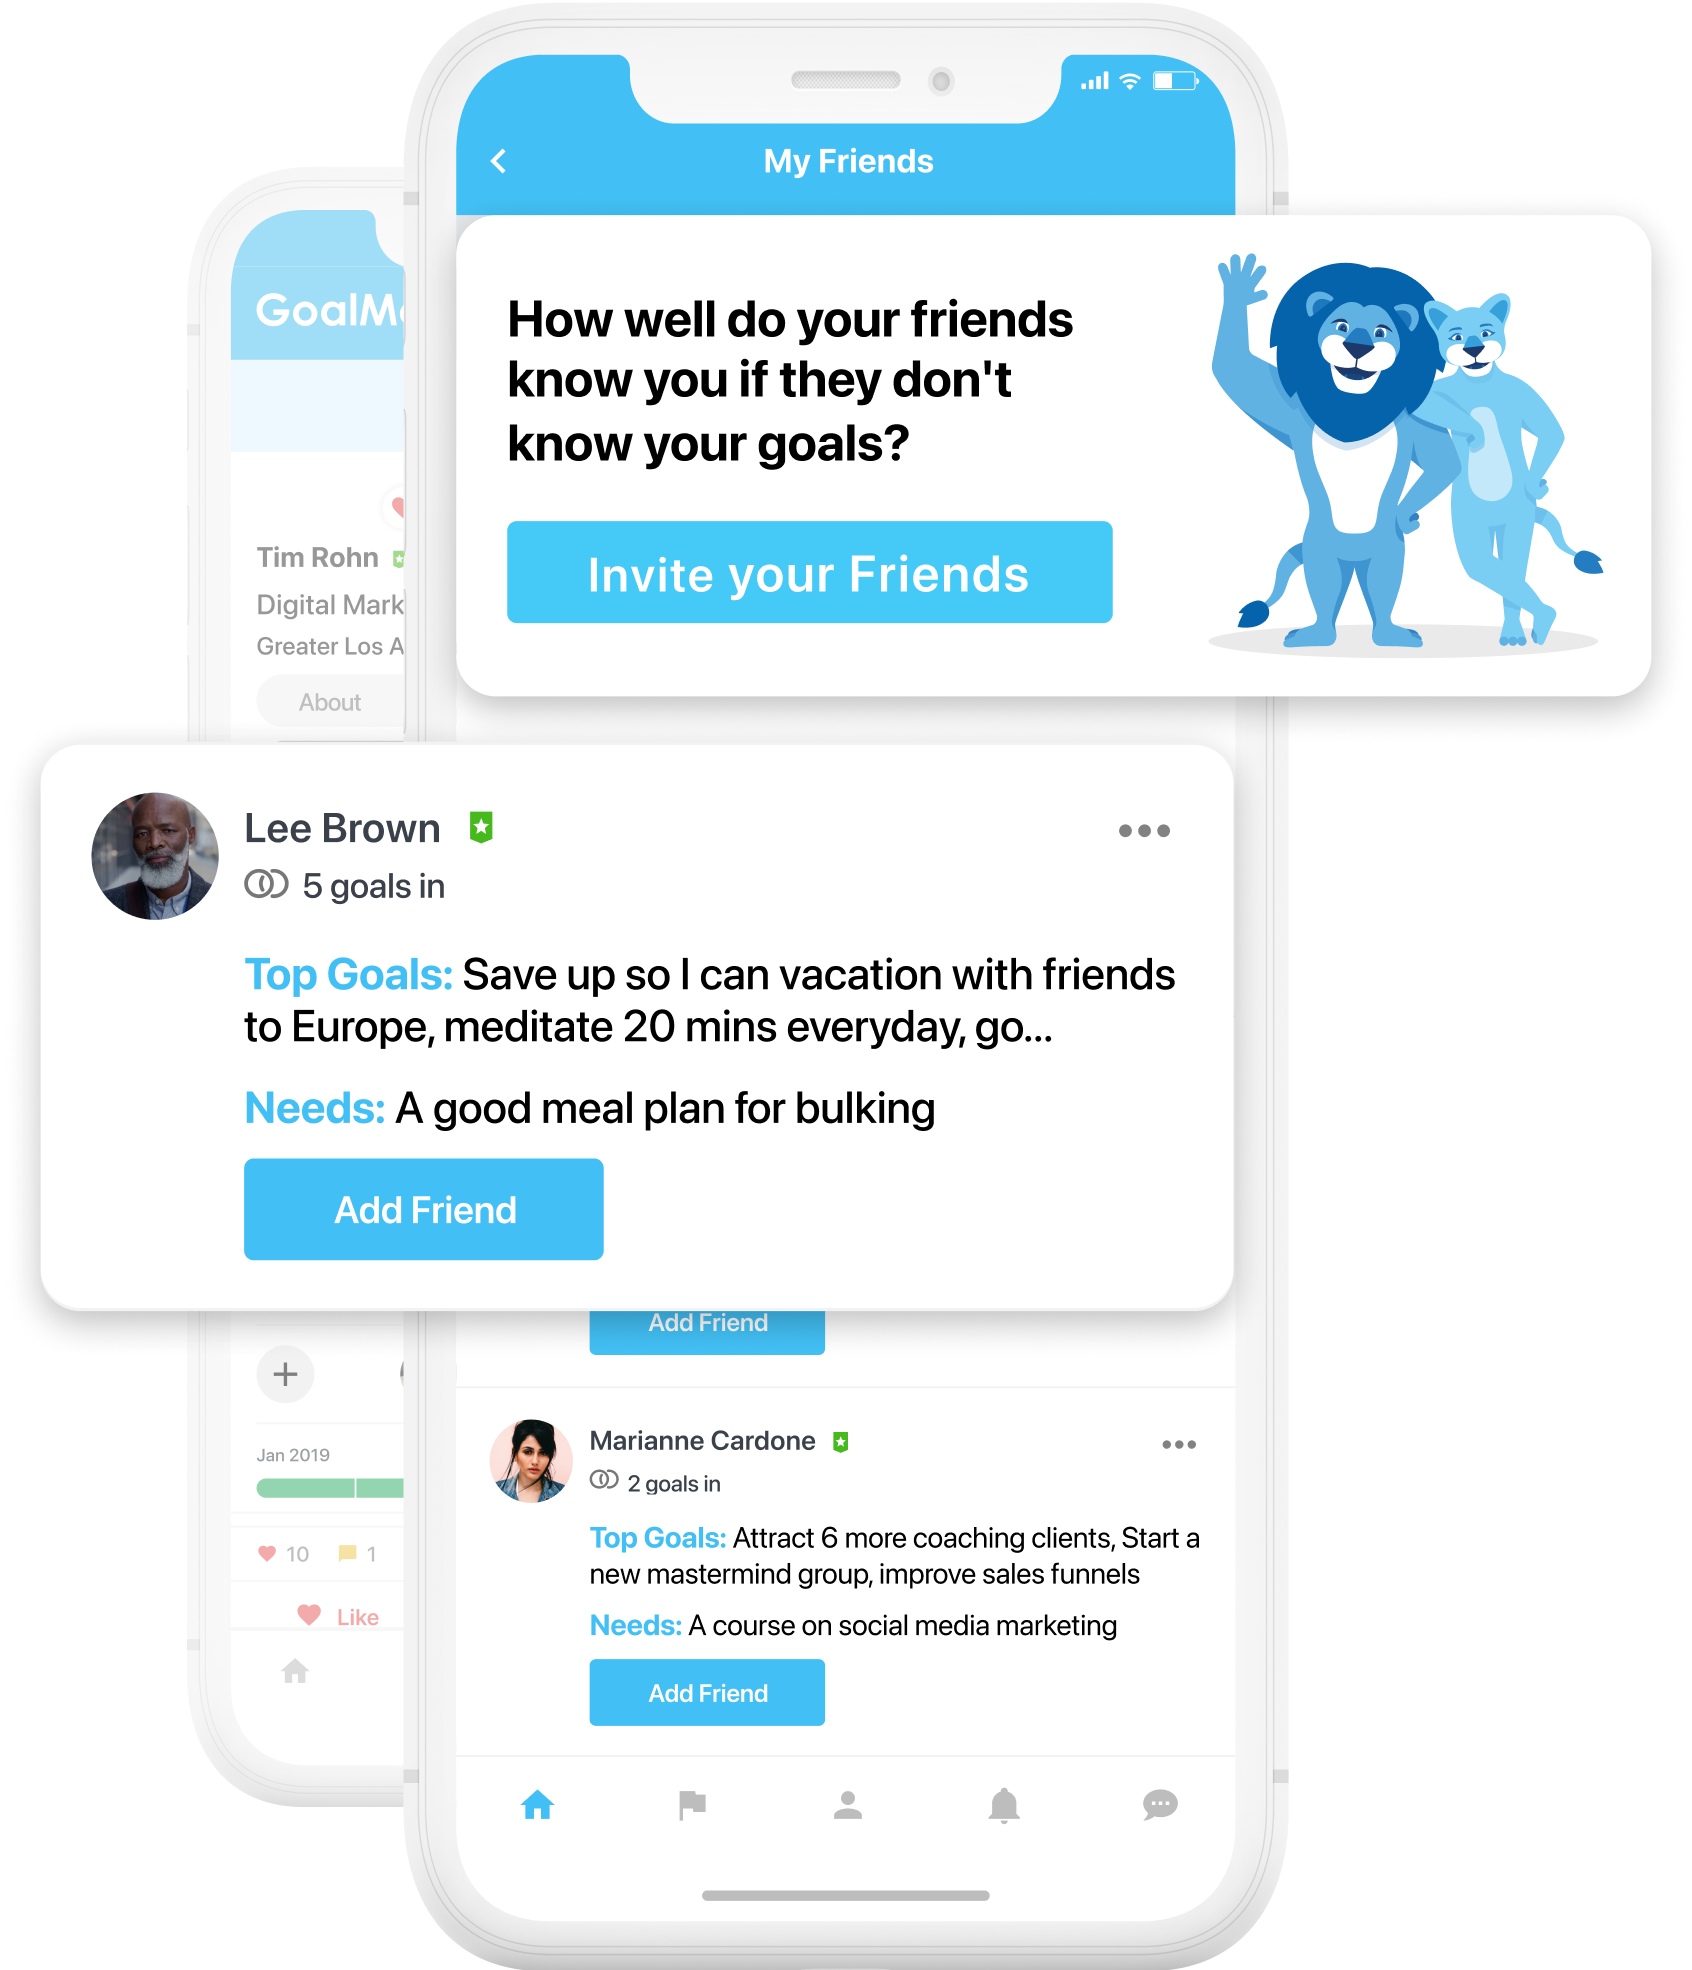 My Friends
GoalM
How well do your friends
know you if they don't
know your goals?
Invite your Friends
Tim Rohn
Digital Mark
Greater Los A
About
Lee Brown
5 goals in
Top Goals: Save up so I can vacation with friends
to Europe, meditate 20 mins everyday, go...
Needs: A good meal plan for bulking
Add Friend
Add Friend
Jan 2019
10 1
Like
Marianne Cardone
2 goals in
Top Goals: Attract 6 more coaching clients, Start a
new mastermind group, improve sales funnels
Needs: A course on social media marketing
Add Friend